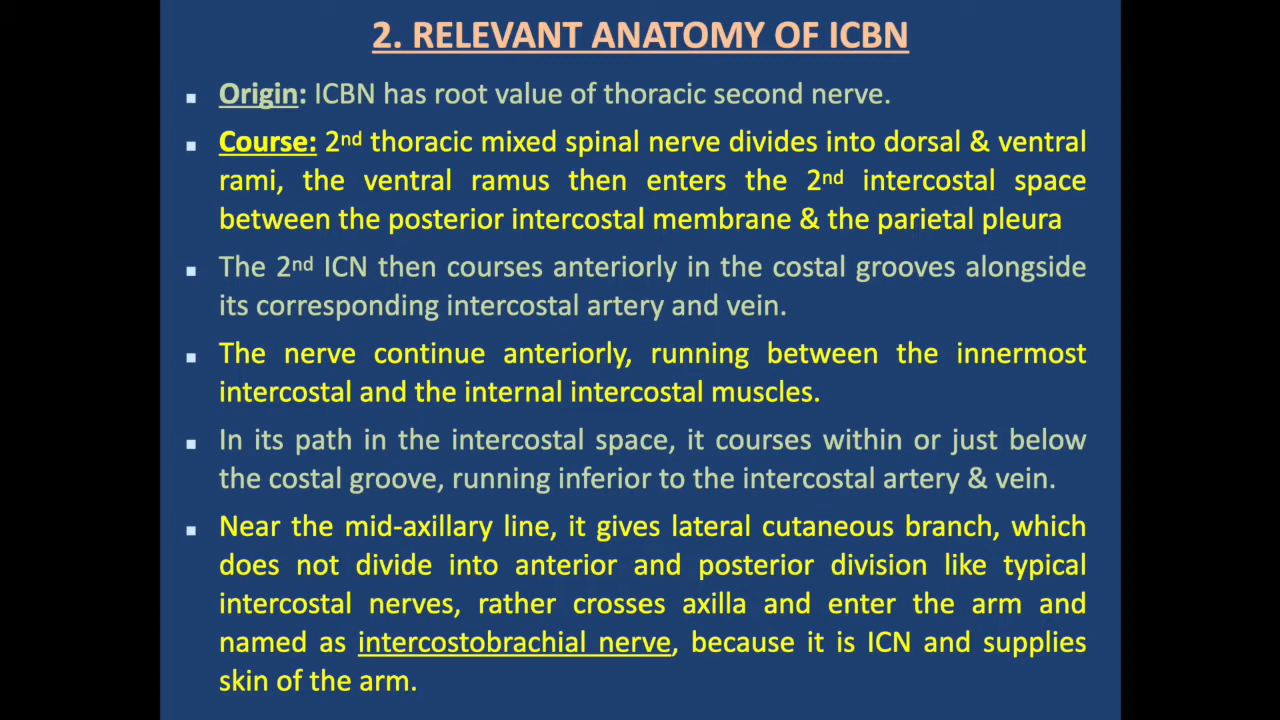 2. RELEVANT ANATOMY OF ICBN
▪ Origin: ICBN has root value of thoracic second nerve.
▪ Course: 2nd thoracic mixed spinal nerve divides into dorsal & ventral
rami, the ventral ramus then enters the 2nd intercostal space
between the posterior intercostal membrane & the parietal pleura
▪ The 2nd ICN then courses anteriorly in the costal grooves alongside
its corresponding intercostal artery and vein.
▪ The nerve continue anteriorly, running between the innermost
intercostal and the internal intercostal muscles.
▪ In its path in the intercostal space, it courses within or just below
the costal groove, running inferior to the intercostal artery & vein.
▪ Near the mid-axillary line, it gives lateral cutaneous branch, which
does not divide into anterior and posterior division like typical
intercostal nerves, rather crosses axilla and enter the arm and
named as intercostobrachial nerve, because it is ICN and supplies
skin of the arm.